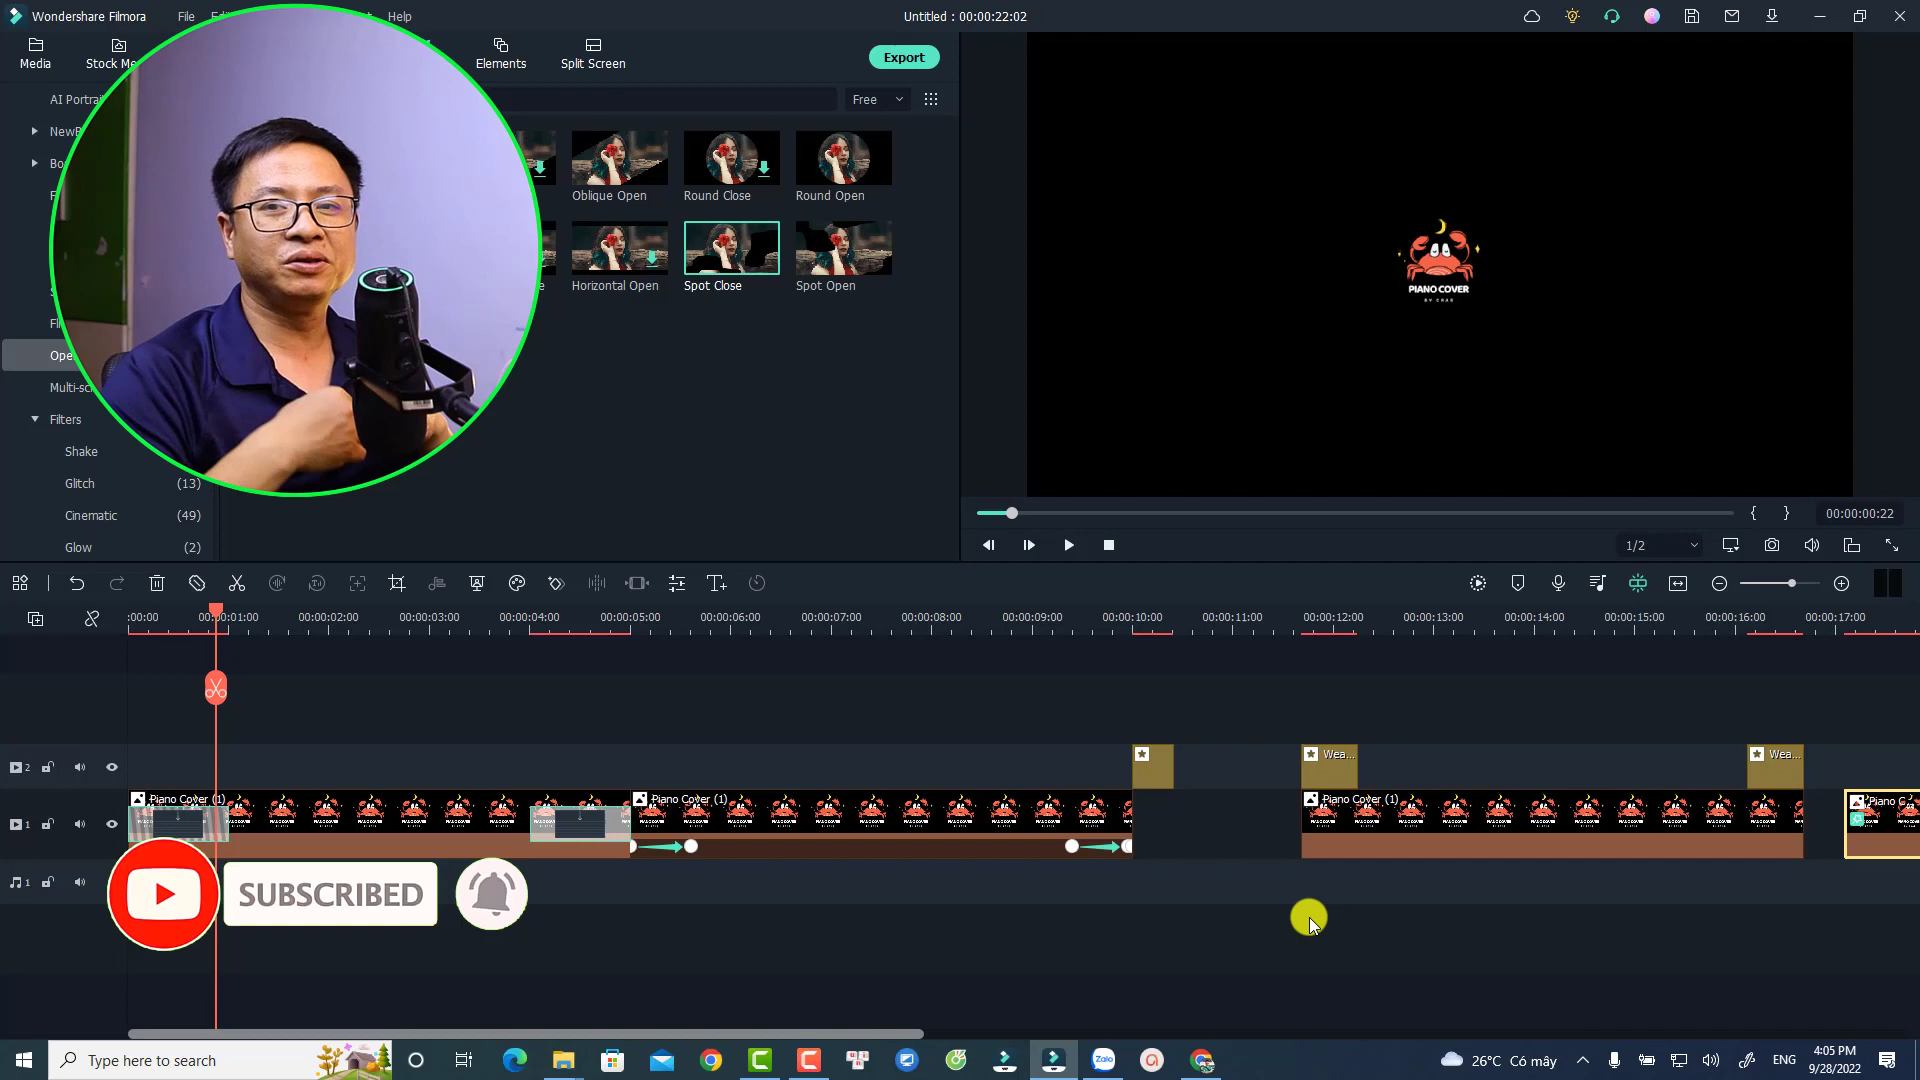 Wondershare Filmora
File
Help
Untitled : 00:00:22:02
Media
Elements
Split Screen
Export
AI Portrai
Free
Oblique Open
Round Close
Round Open
Horizontal Open
Spot Close
Spot Open
Multi-sc
Filters
Shake
Glitch (13)
Cinematic (49)
Glow (2)
PIANO COVER
BY CRAB
00:00:00:22
1/2
:00:00
00:00:01:00
00:00:02:00
00:00:03:00
00:00:04:00
00:00:05:00
00:00:06:00
00:00:07:00
00:00:08:00
00:00:09:00
00:00:10:00
00:00:11:00
00:00:12:00
00:00:13:00
00:00:14:00
00:00:15:00
00:00:16:00
00:00:17:00
2
Wea...
Wea...
1
Piano Cover (1)
Piano Cover (1)
Piano Cover (1)
Piano C...
1
SUBSCRIBED
Type here to search
Zalo
26°C Có mây
ENG
4:05 PM
9/28/2022